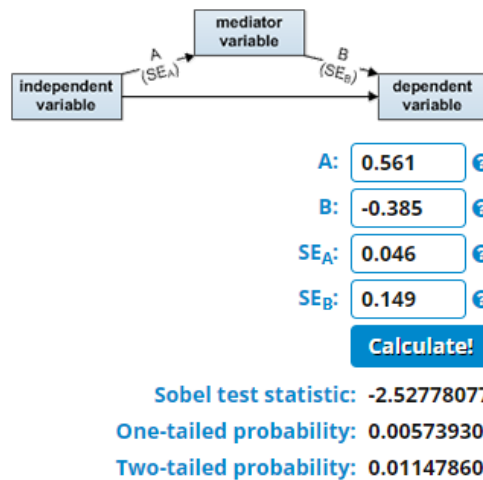 mediator
variable
A
(SEA)
B
(SEB)
independent
variable
dependent
variable
A: 0.561
B: -0.385
SEA: 0.046
SEB: 0.149
Calculate!
Sobel test statistic: -2.52778077
One-tailed probability: 0.00573930
Two-tailed probability: 0.01147860